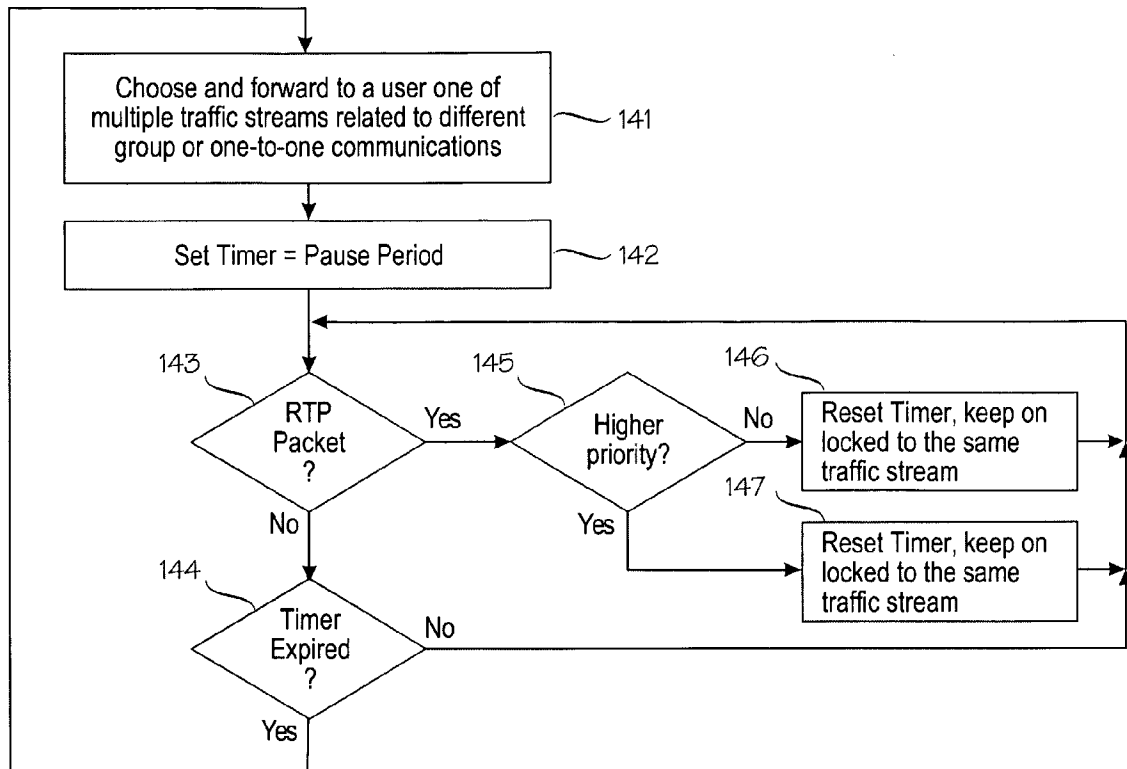 Choose and forward to a user one of
multiple traffic streams related to different
group or one-to-one communications
141
Set Timer = Pause Period
142
143
RTP
Packet
?
Yes
No
145
Higher
priority?
No
Yes
146
Reset Timer, keep on
locked to the same
traffic stream
147
Reset Timer, keep on
locked to the same
traffic stream
144
Timer
Expired
?
No
Yes